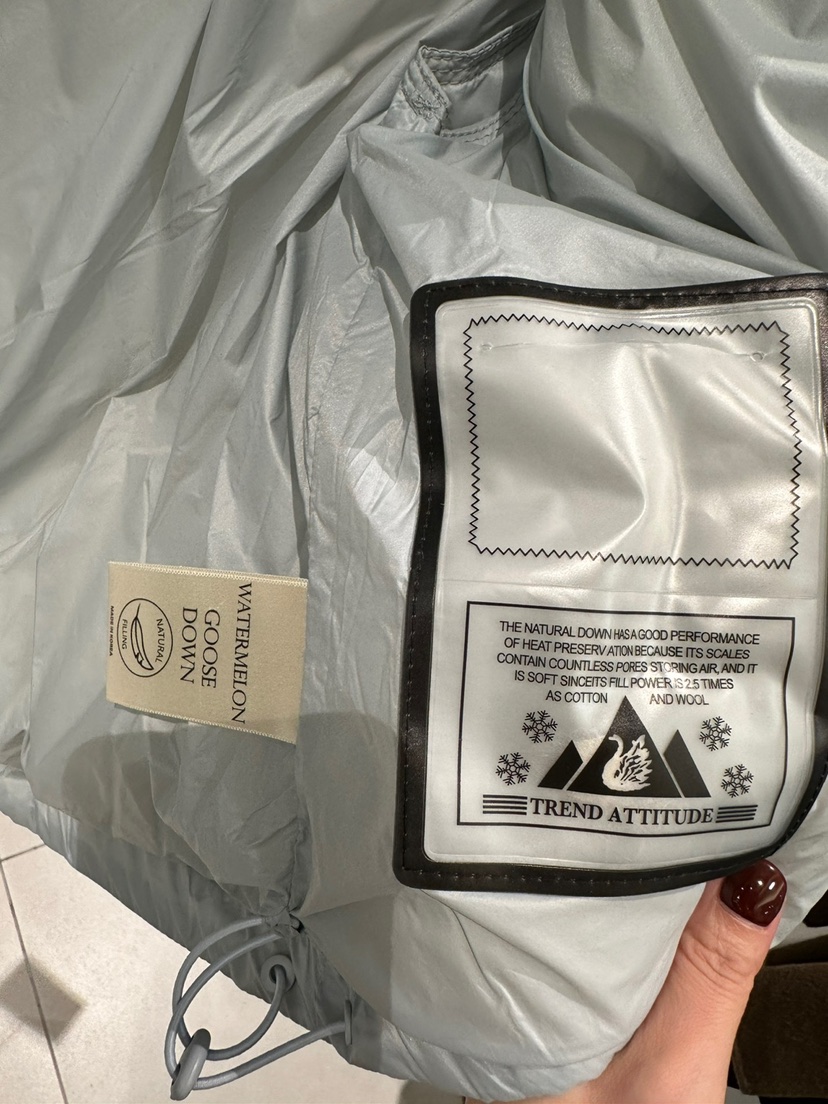 WATERMELON
GOOSE
DOWN
NATURAL
FILLING
MADE IN KOREA
THE NATURAL DOWN HAS A GOOD PERFORMANCE
OF HEAT PRESERVATION BECAUSE ITS SCALES
CONTAIN COUNTLESS PORES STORING AIR, AND IT
IS SOFT SINCEITS FILL POWER IS 2.5 TIMES
AS COTTON AND WOOL
TREND ATTITUDE